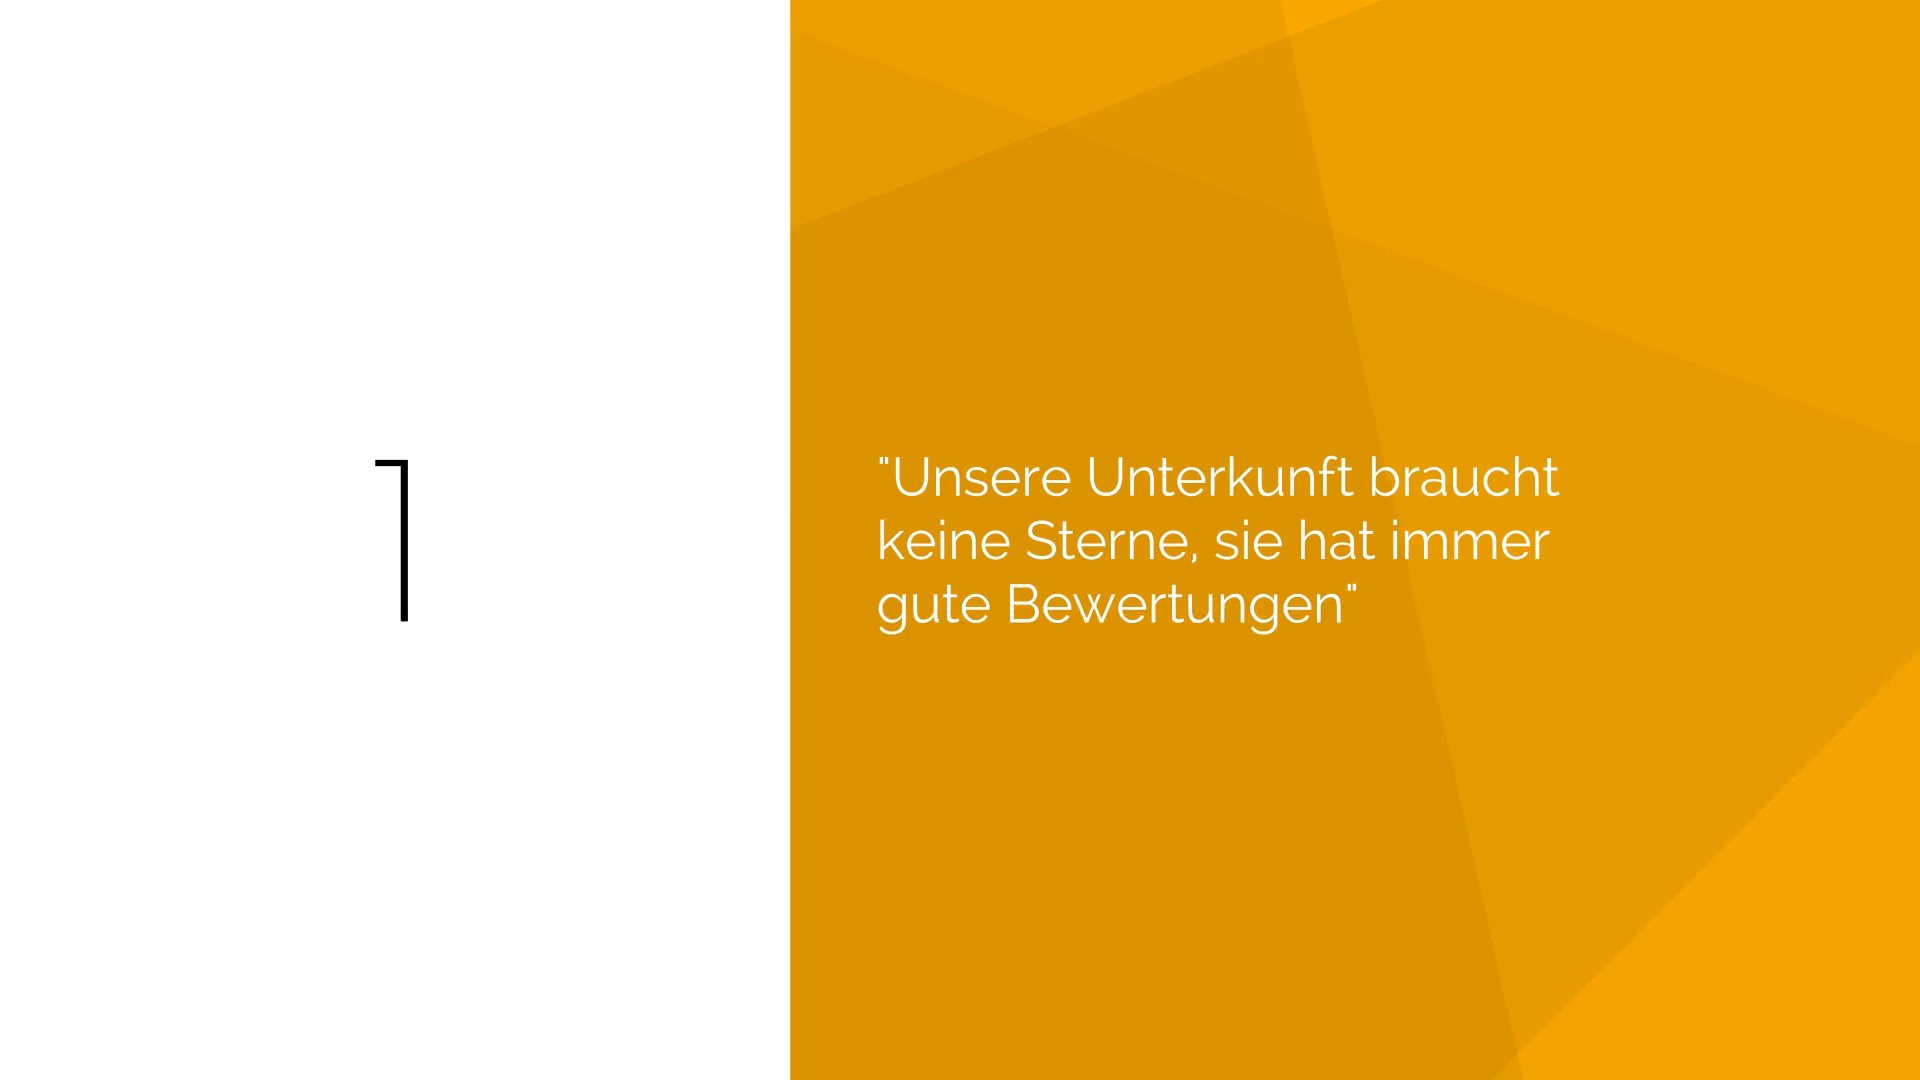 1
"Unsere Unterkunft braucht
keine Sterne, sie hat immer
gute Bewertungen"